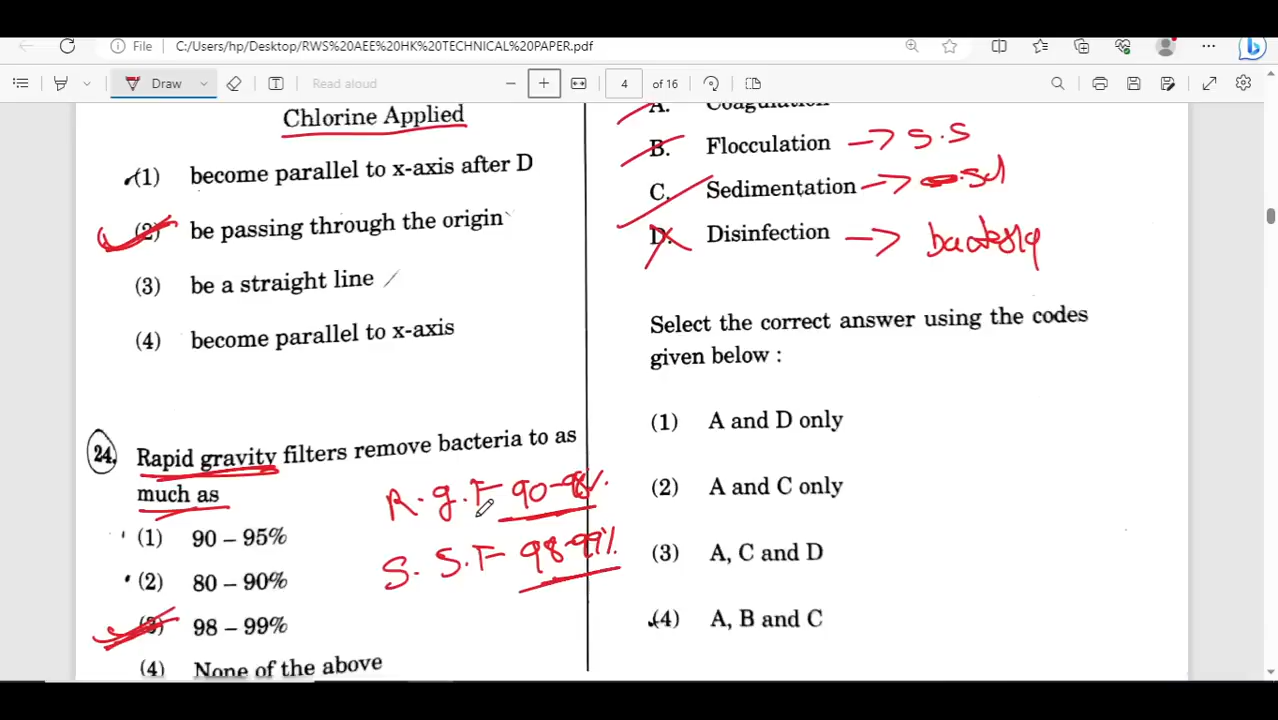 File
C:/Users/hp/Desktop/RWS%20AEE%20HK%20TECHNICAL%20PAPER.pdf
Draw
Read aloud
4 of 16
Chlorine Applied
(1) become parallel to x-axis after D
(2) be passing through the origin
(3) be a straight line
(4) become parallel to x-axis
24. Rapid gravity filters remove bacteria to as
much as
R.g.F 90-98%
(1) 90 – 95%
S.S.F 98-99%
(2) 80 – 90%
(3) 98 – 99%
(4) None of the above
A. Coagulation
B. Flocculation → S.S
C. Sedimentation →
D. Disinfection →
Select the correct answer using the codes
given below :
(1) A and D only
(2) A and C only
(3) A, C and D
(4) A, B and C